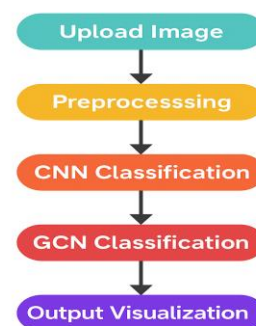 Upload Image
Preprocesssing
CNN Classification
GCN Classification
Output Visualization